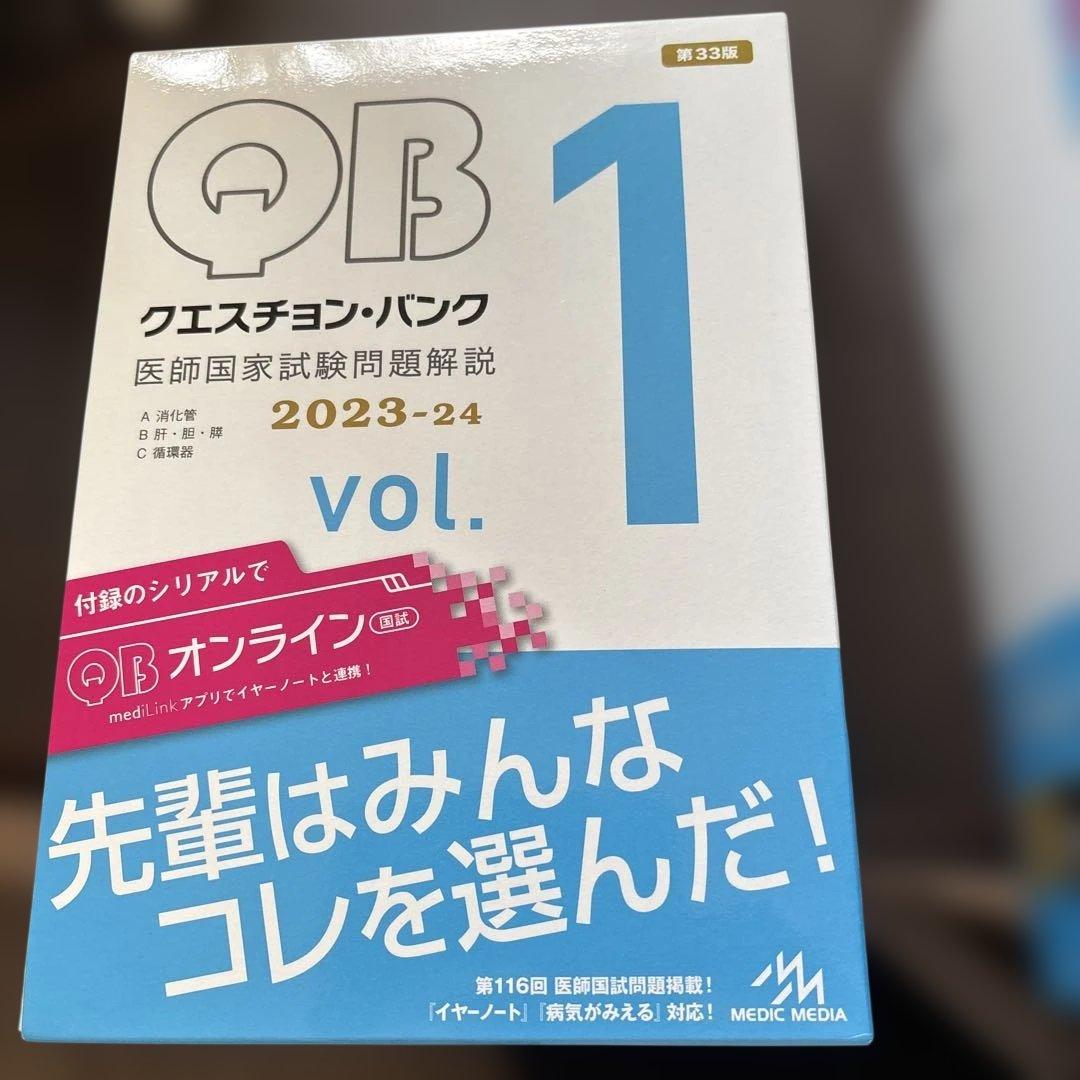 第33版
QB
1
クエスチョン・バンク
医師国家試験問題解説
2023-24
A 消化管
B 肝・胆・膵
C 循環器
vol.
付録のシリアルで
QB オンライン 国試
mediLinkアプリでイヤーノートと連携！
先輩はみんな
コレを選んだ！
第116回 医師国試問題掲載！
『イヤーノート』『病気がみえる』対応！
MEDIC MEDIA